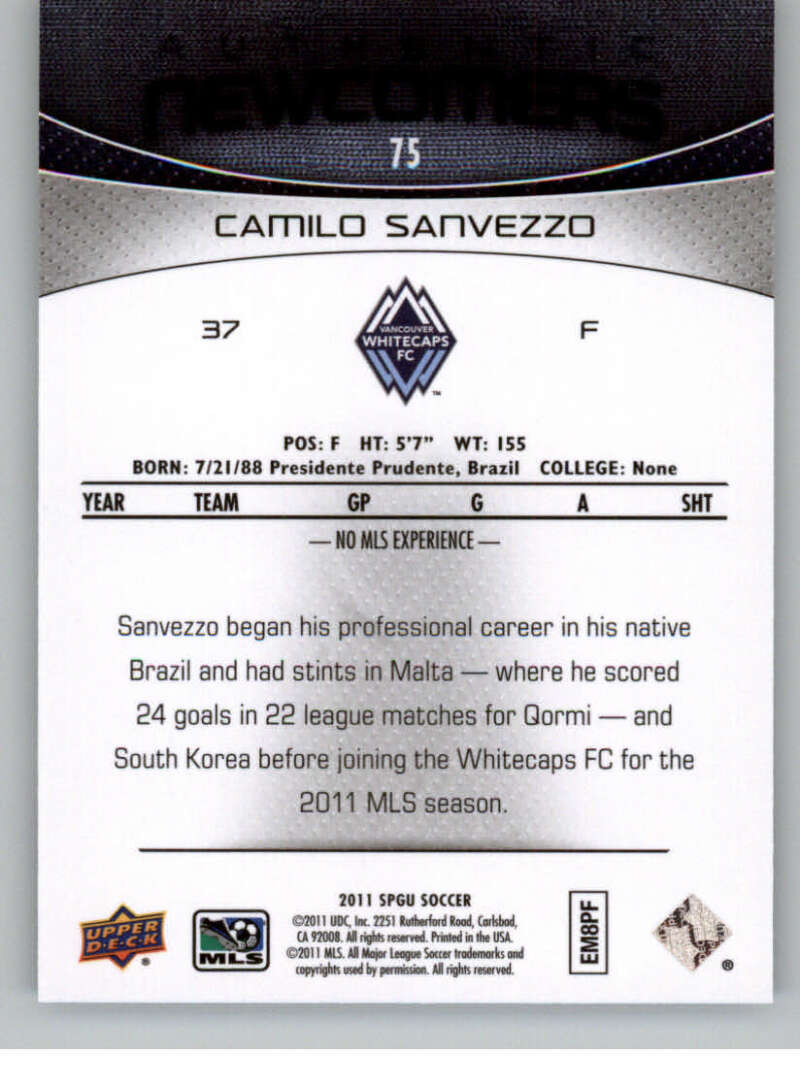 AUTHENTIC
NEWCOMERS
75
CAMILO SANVEZZO
37
VANCOUVER
WHITECAPS
FC
™
F
POS: F HT: 5'7" WT: 155
BORN: 7/21/88 Presidente Prudente, Brazil COLLEGE: None
YEAR TEAM GP G A SHT
— NO MLS EXPERIENCE —
Sanvezzo began his professional career in his native
Brazil and had stints in Malta — where he scored
24 goals in 22 league matches for Qormi — and
South Korea before joining the Whitecaps FC for the
2011 MLS season.
UPPER
D·E·C·K
®
MLS
2011 SPGU SOCCER
©2011 UDC, Inc. 2251 Rutherford Road, Carlsbad,
CA 92008. All rights reserved. Printed in the USA.
©2011 MLS. All Major League Soccer trademarks and
copyrights used by permission. All rights reserved.
EM8PF
®